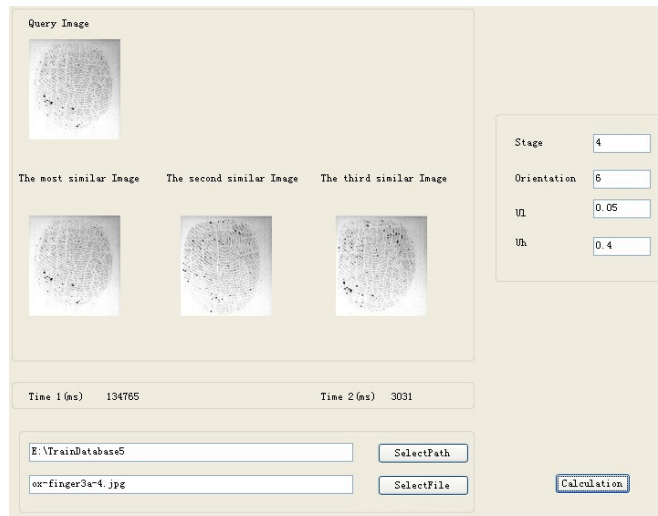 Query Image
The most similar Image
The second similar Image
The third similar Image
Stage 4
Orientation 6
Ul 0.05
Uh 0.4
Time 1(ms) 134765
Time 2(ms) 3031
E:\TrainDatabase5
SelectPath
ox-finger3a-4.jpg
SelectFile
Calculation